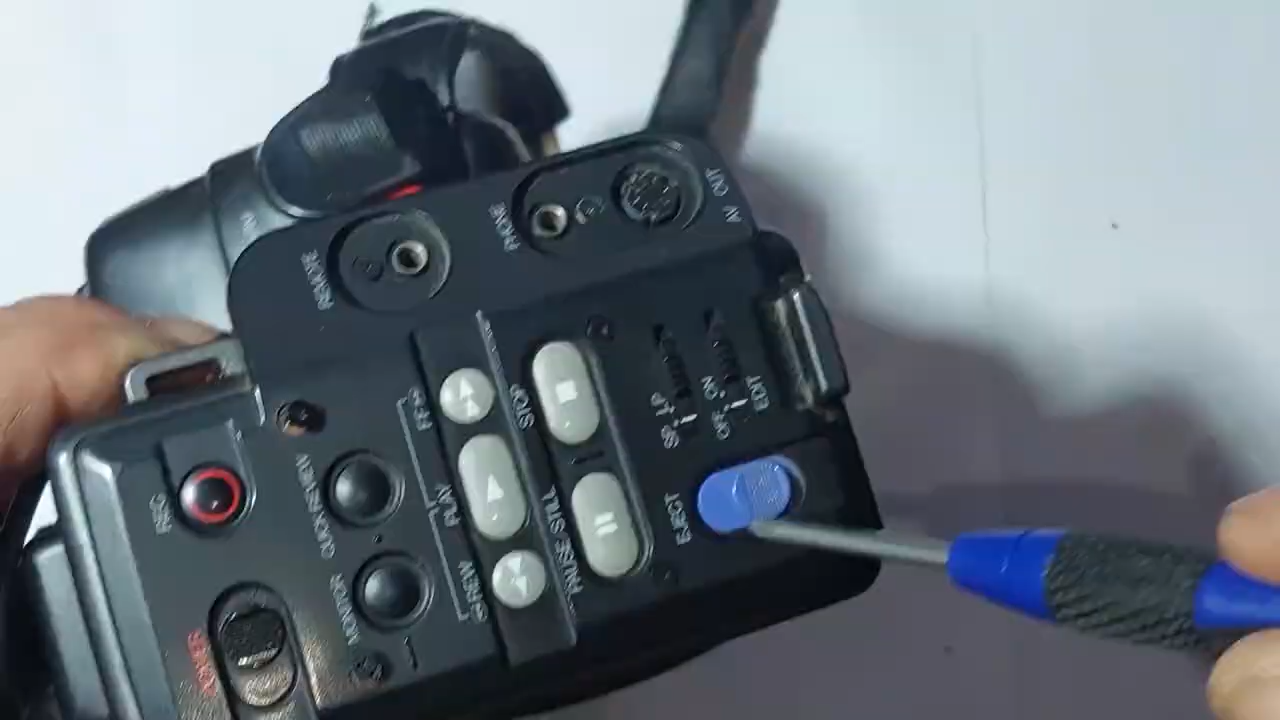 REMOTE
PHONE
AV OUT
REC
QUICK REVIEW
MONITOR
POWER
FF
PLAY
REW
STOP
PAUSE/STILL
SP LP
OFF ON
EDIT
EJECT